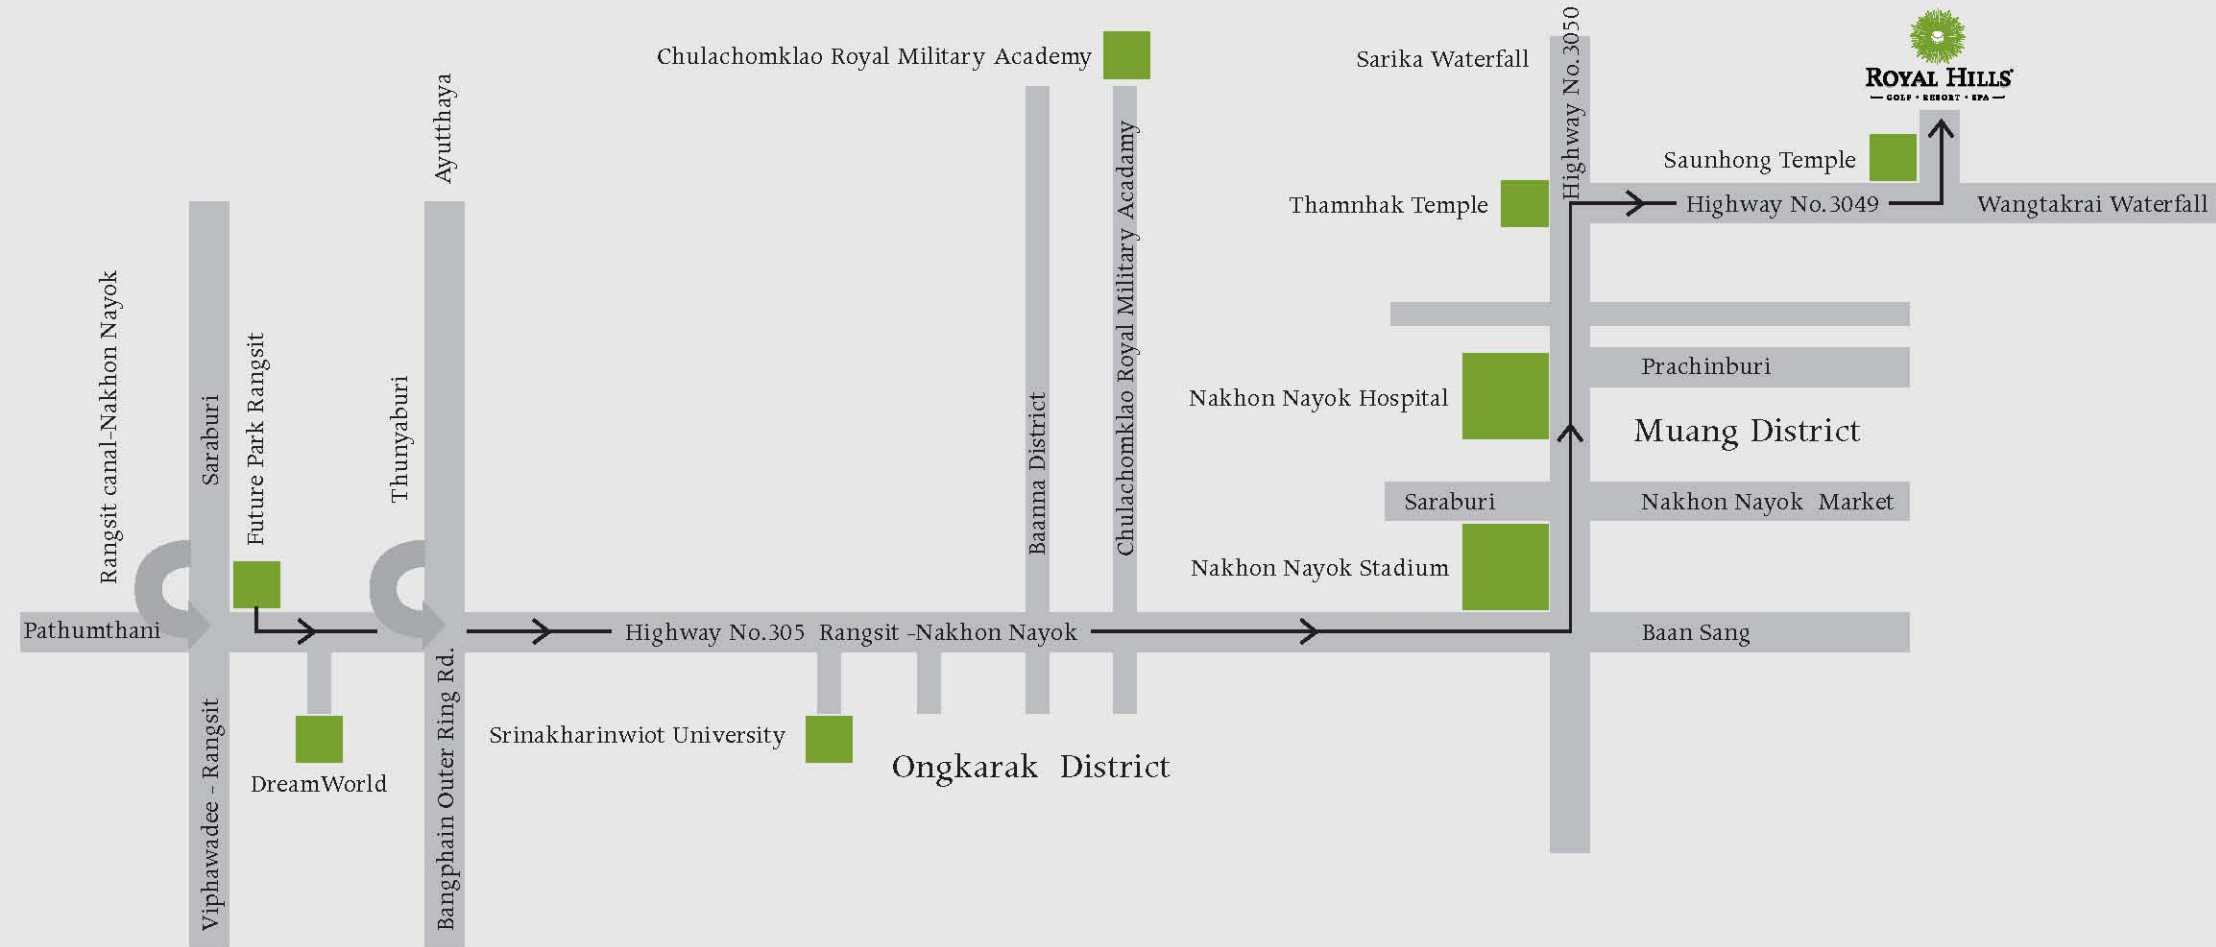 Highway No.3050
ROYAL HILLS
GOLF • RESORT • SPA
Chulachomklao Royal Military Academy
Sarika Waterfall
Ayutthaya
Saunhong Temple
Thamnhak Temple
Highway No.3049
Wangtakrai Waterfall
Chulachomklao Royal Military Acadamy
Rangsit canal-Nakhon Nayok
Saraburi
Future Park Rangsit
Thunyaburi
Baanna District
Prachinburi
Nakhon Nayok Hospital
Muang District
Saraburi
Nakhon Nayok Market
Nakhon Nayok Stadium
Pathumthani
Highway No.305 Rangsit -Nakhon Nayok
Baan Sang
Viphawadee - Rangsit
Bangphain Outer Ring Rd.
Srinakharinwiot University
Ongkarak District
DreamWorld